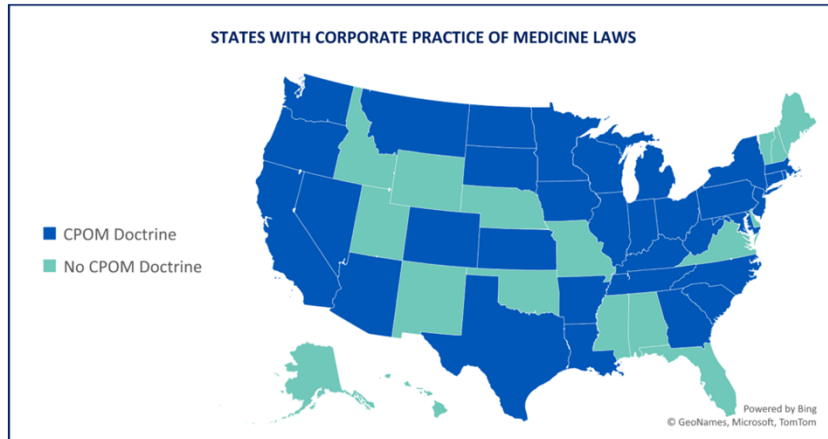 STATES WITH CORPORATE PRACTICE OF MEDICINE LAWS
CPOM Doctrine
No CPOM Doctrine
Powered by Bing
© GeoNames, Microsoft, TomTom